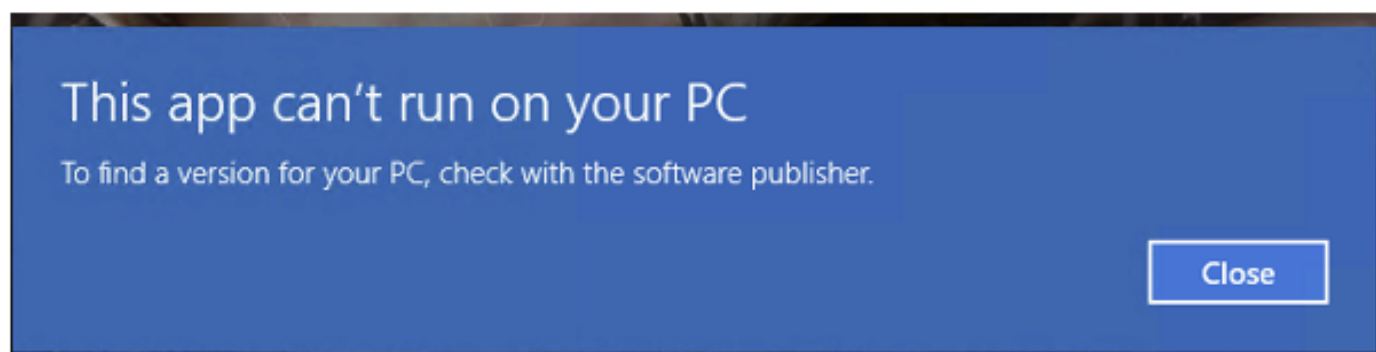 This app can’t run on your PC
To find a version for your PC, check with the software publisher.
Close